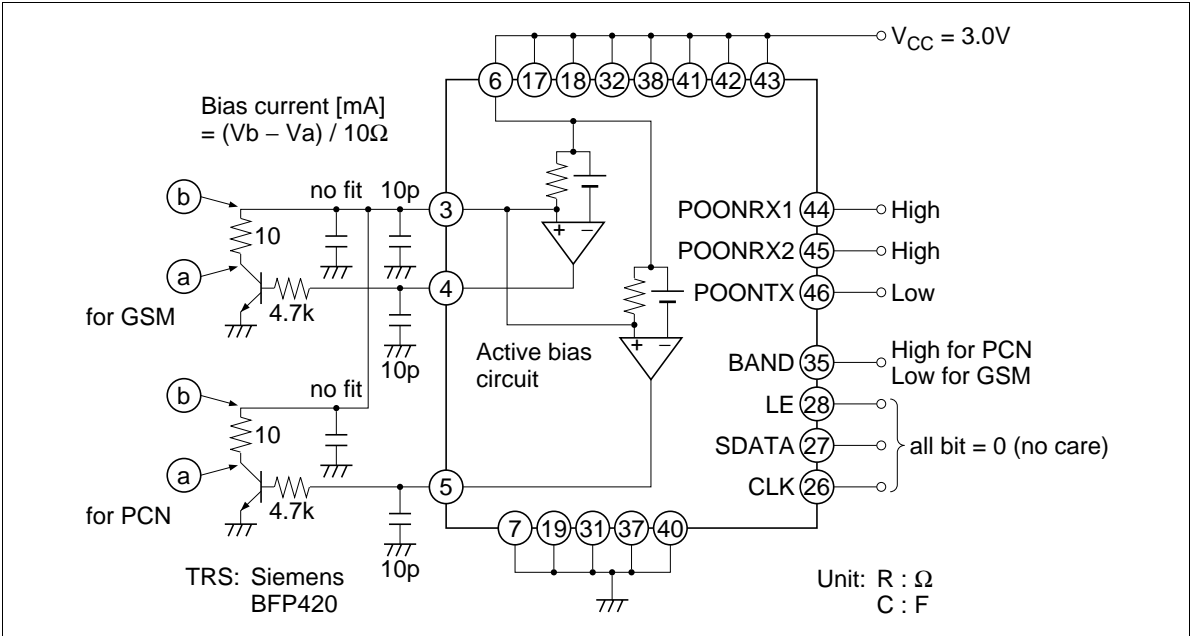 V_CC = 3.0V
6 17 18 32 38 41 42 43
Bias current [mA]
= (Vb − Va) / 10Ω
b
no fit 10p
3
10
a
4
for GSM
4.7k
10p
Active bias
circuit
+ −
+ −
b
no fit
10
a
5
for PCN
4.7k
10p
POONRX1 44 High
POONRX2 45 High
POONTX 46 Low
BAND 35 High for PCN
Low for GSM
LE 28
SDATA 27 all bit = 0 (no care)
CLK 26
7 19 31 37 40
TRS: Siemens
BFP420
Unit: R : Ω
C : F